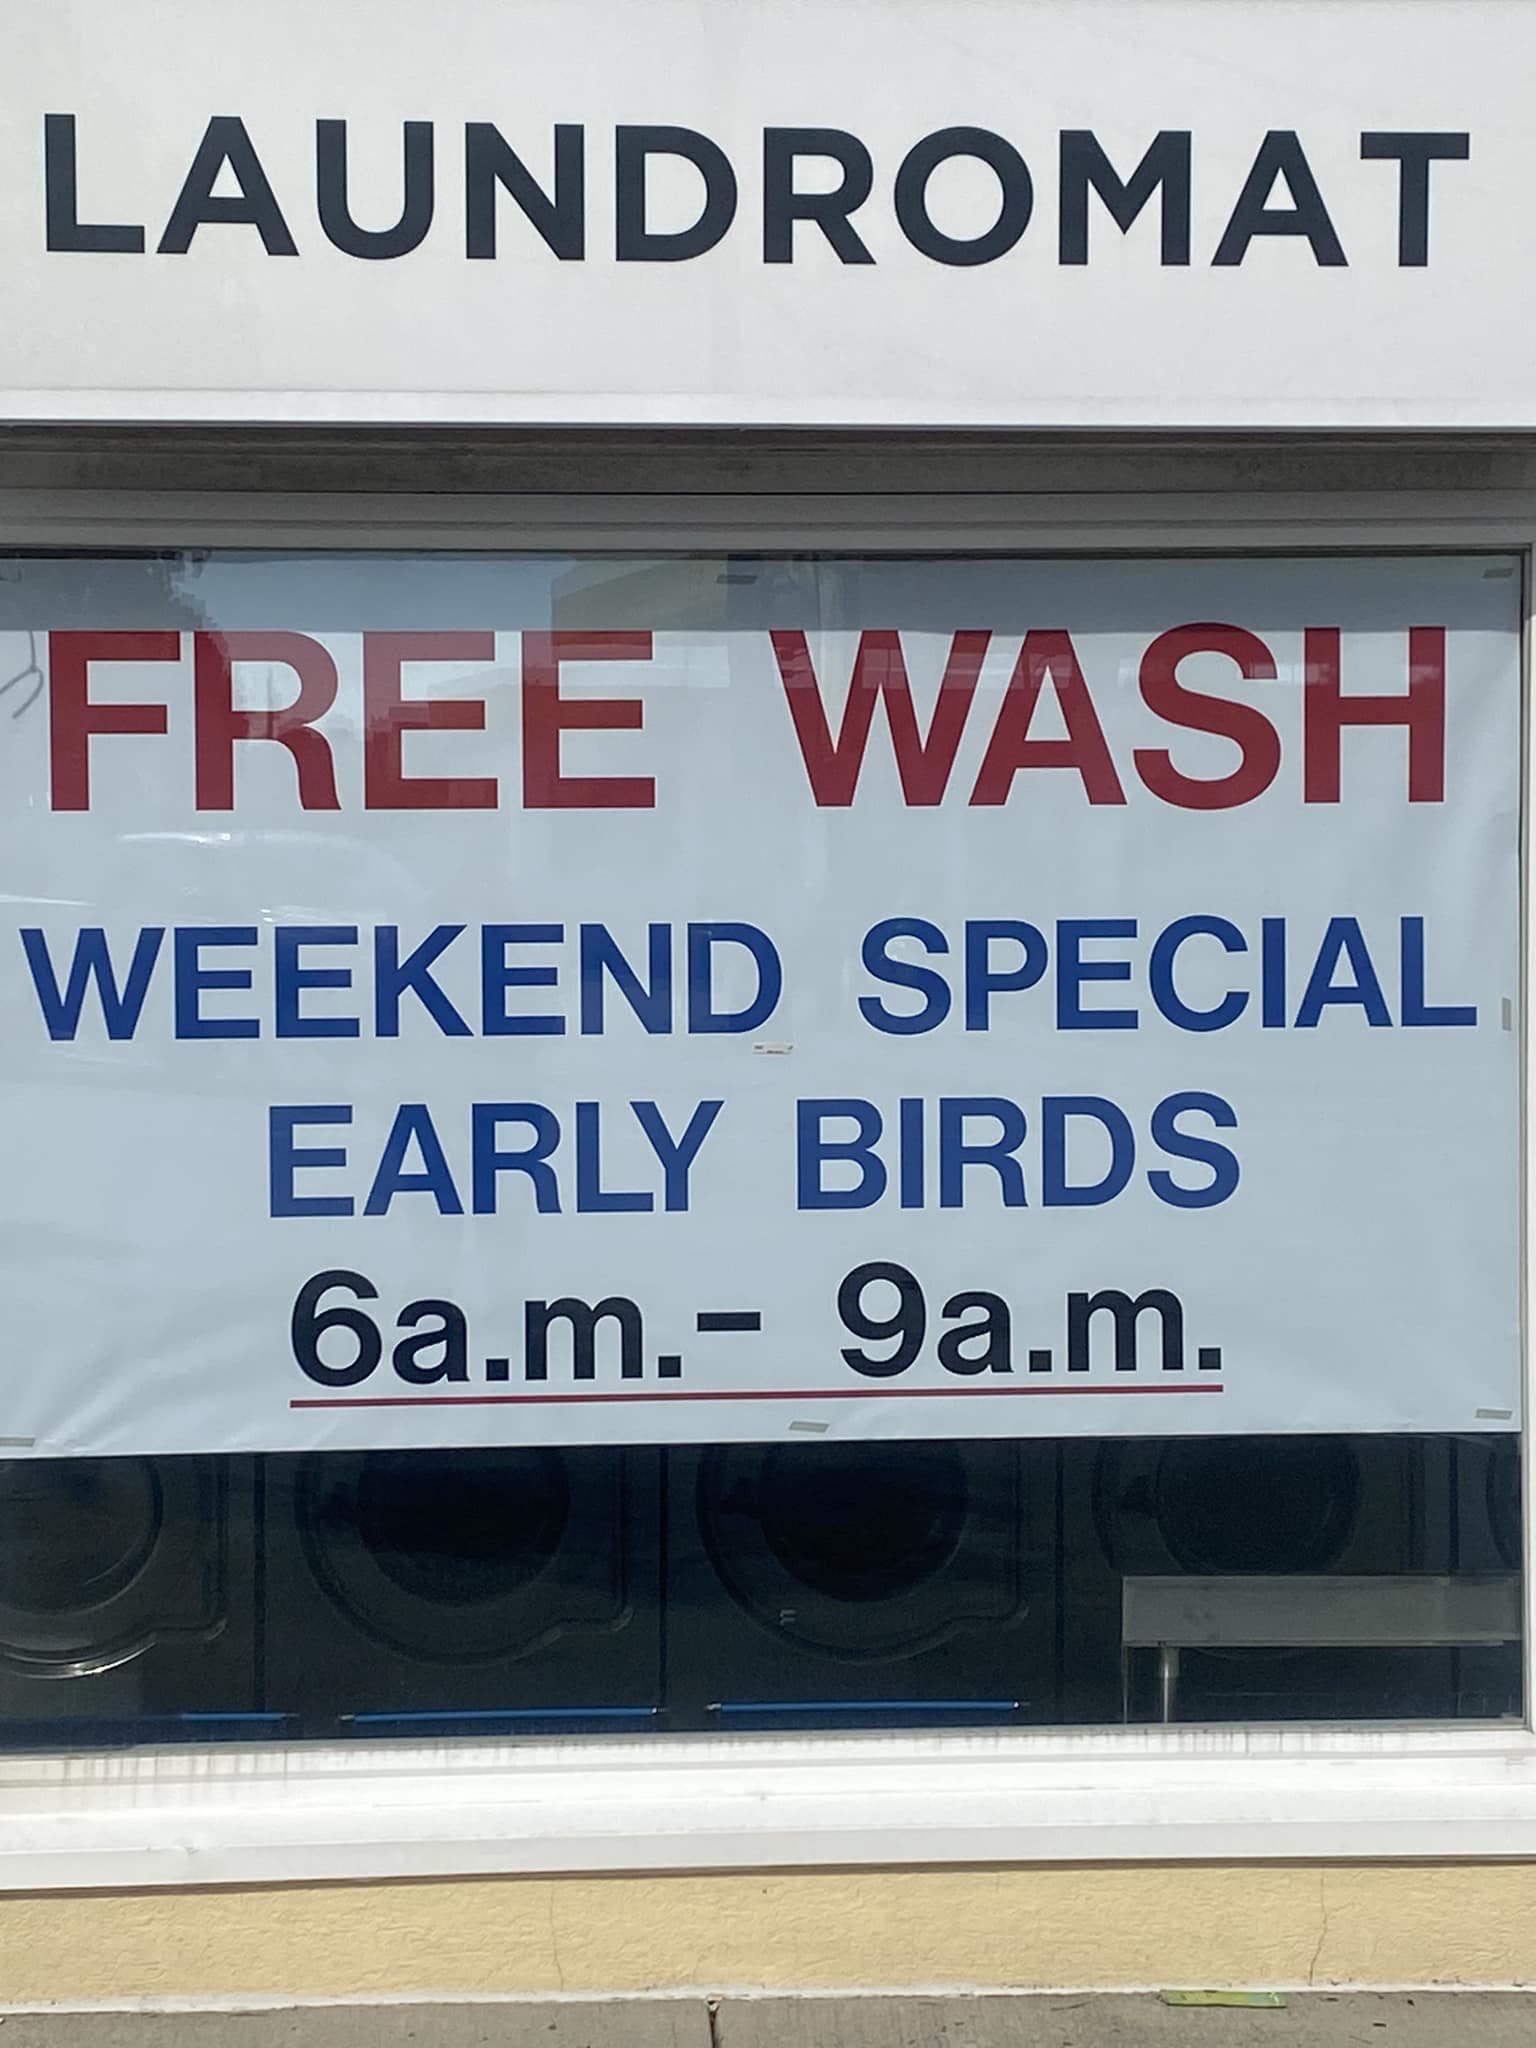 LAUNDROMAT
FREE WASH
WEEKEND SPECIAL
EARLY BIRDS
6a.m.- 9a.m.